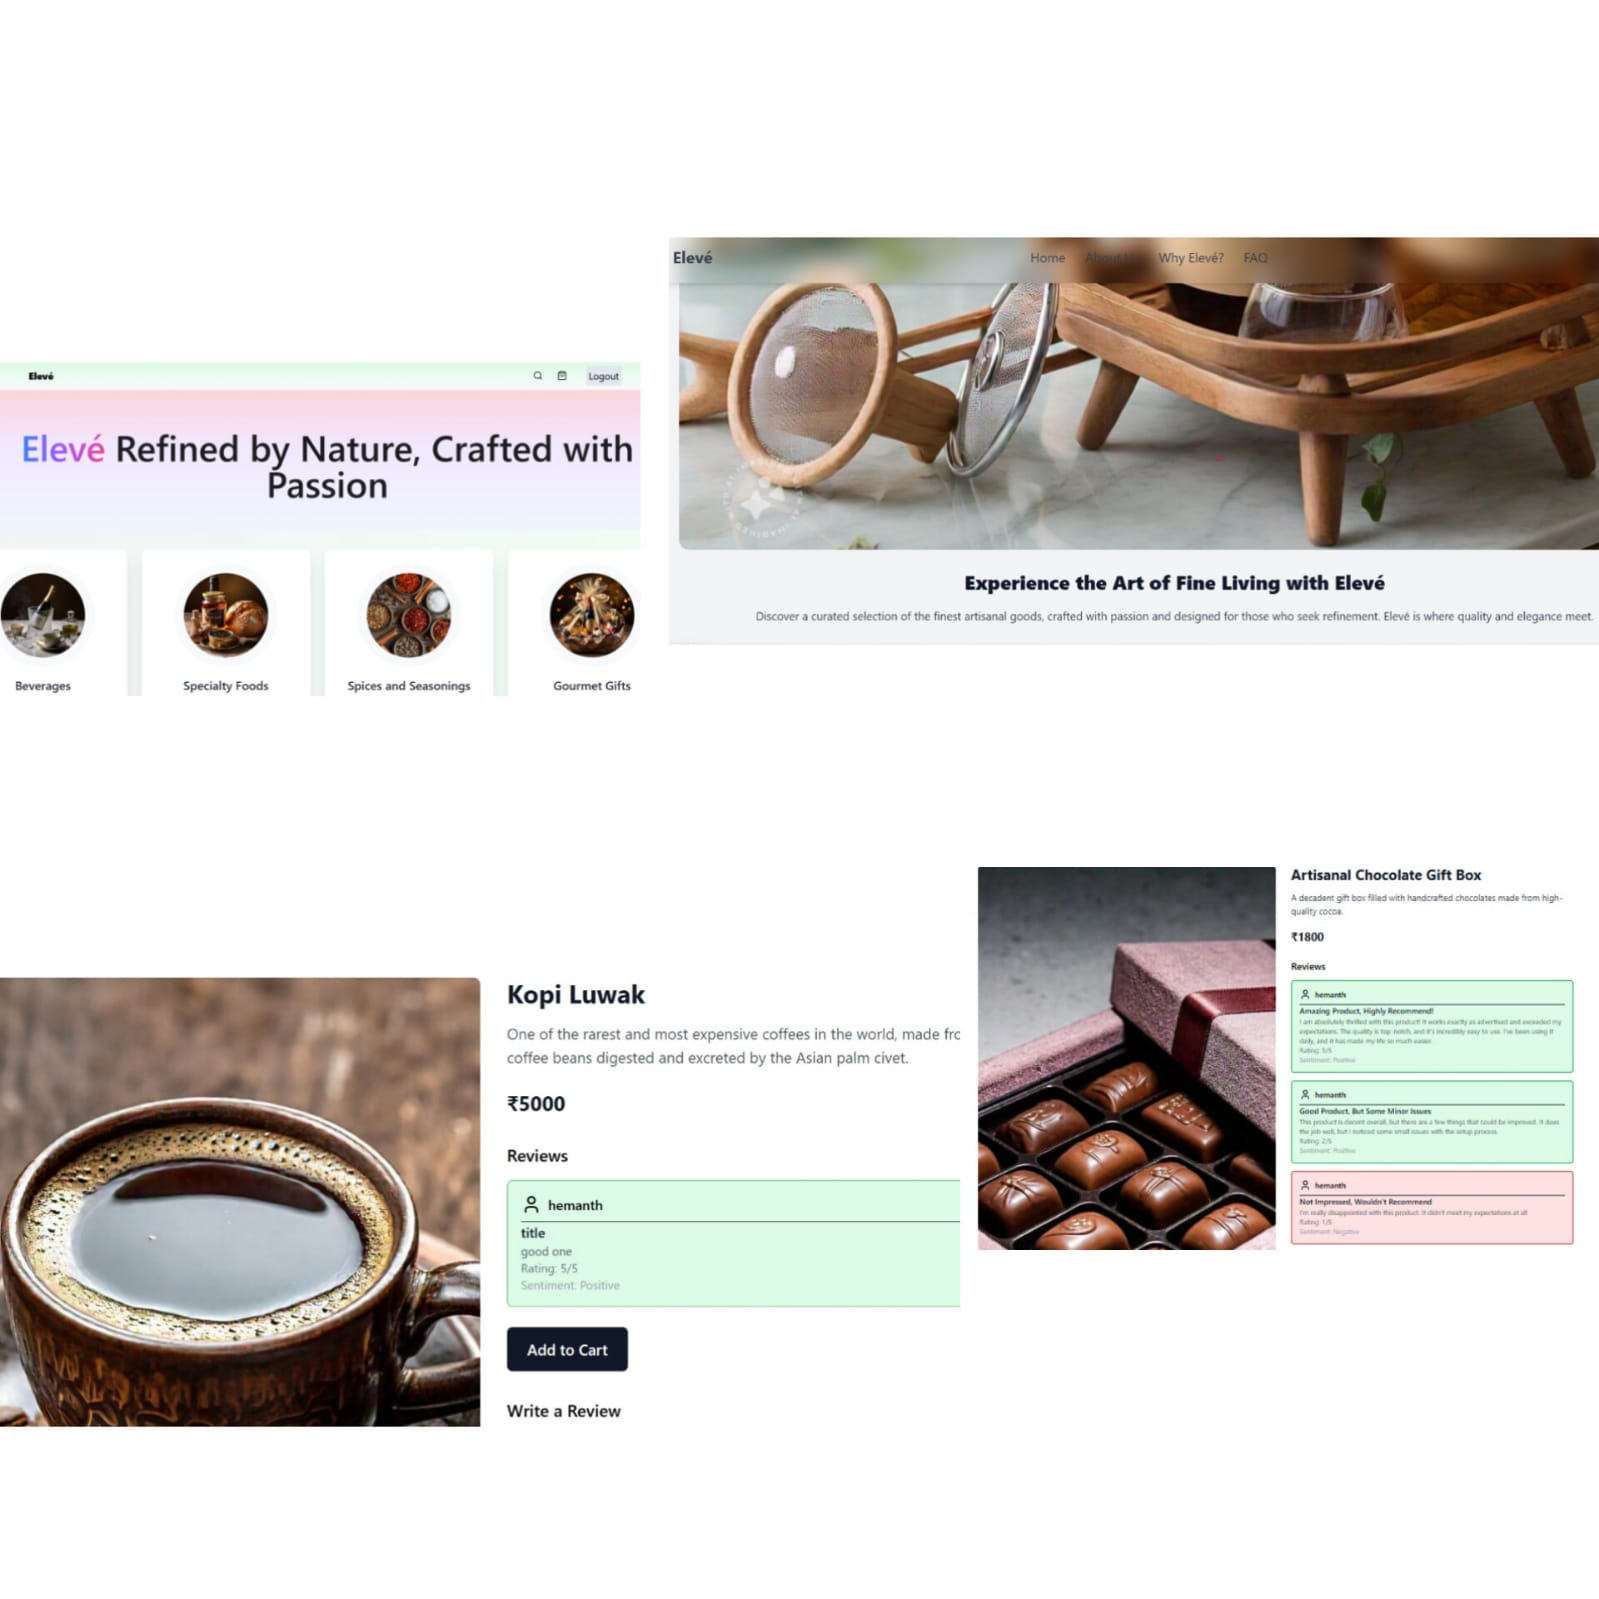 Elevé
Home About Us Why Elevé? FAQ
Experience the Art of Fine Living with Elevé
Discover a curated selection of the finest artisanal goods, crafted with passion and designed for those who seek refinement. Elevé is where quality and elegance meet.
Elevé
Logout
Elevé Refined by Nature, Crafted with
Passion
Beverages
Specialty Foods
Spices and Seasonings
Gourmet Gifts
Artisanal Chocolate Gift Box
A decadent gift box filled with handcrafted chocolates made from high-
quality cocoa.
₹1800
Reviews
hemanth
Amazing Product, Highly Recommend!
I am absolutely thrilled with this product! It works exactly as advertised and exceeded my
expectations. The quality is top-notch, and it's incredibly easy to use. I've been using it
daily, and it has made my life so much easier.
Rating: 5/5
Sentiment: Positive
hemanth
Good Product, But Some Minor Issues
This product is decent overall, but there are a few things that could be improved. It does
the job well, but I noticed some small issues with the setup process.
Rating: 2/5
Sentiment: Positive
hemanth
Not Impressed, Wouldn't Recommend
I'm really disappointed with this product. It didn't meet my expectations at all
Rating: 1/5
Sentiment: Negative
Kopi Luwak
One of the rarest and most expensive coffees in the world, made frc
coffee beans digested and excreted by the Asian palm civet.
₹5000
Reviews
hemanth
title
good one
Rating: 5/5
Sentiment: Positive
Add to Cart
Write a Review